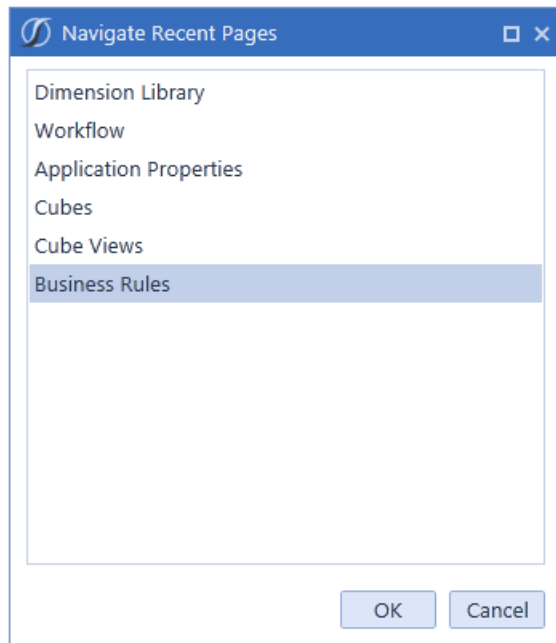 Navigate Recent Pages
Dimension Library
Workflow
Application Properties
Cubes
Cube Views
Business Rules
OK Cancel